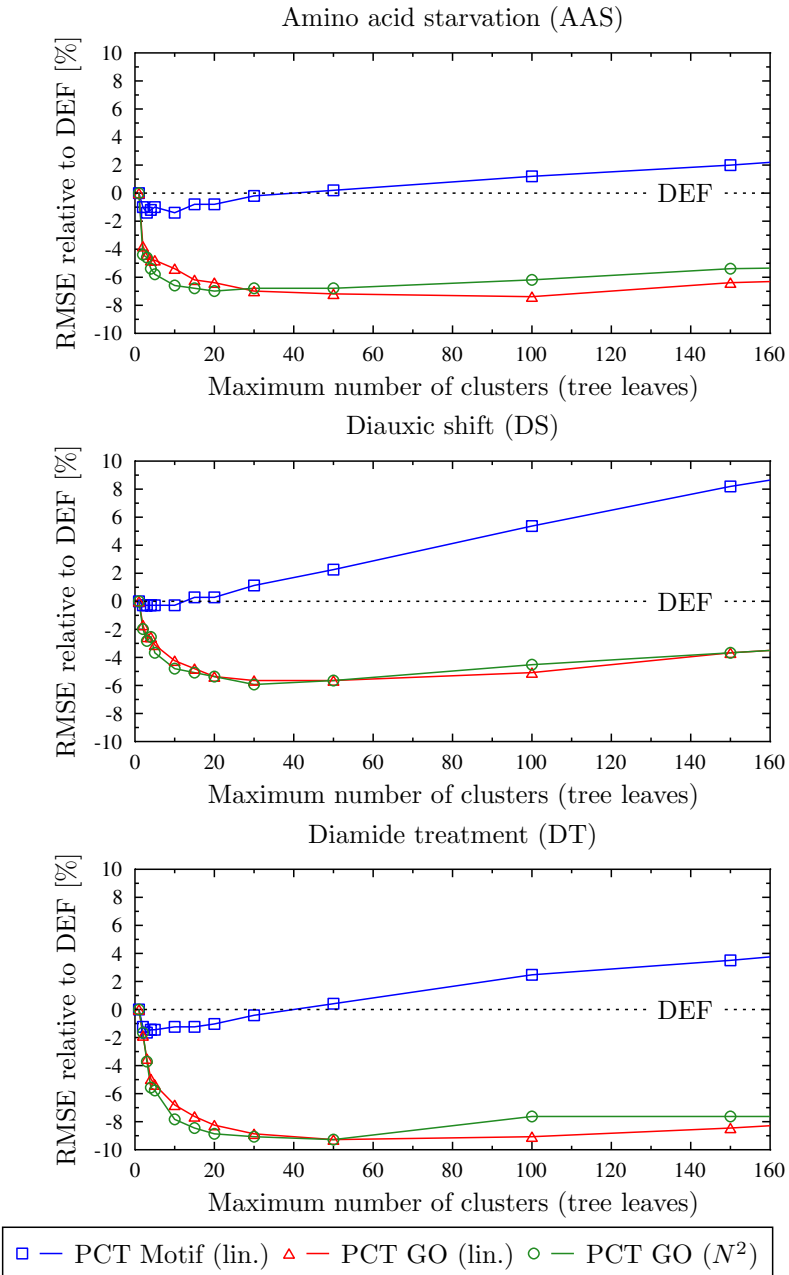 Amino acid starvation (AAS)
RMSE relative to DEF [%]
10
8
6
4
2
0
-2
-4
-6
-8
-10
DEF
0 20 40 60 80 100 120 140 160
Maximum number of clusters (tree leaves)
Diauxic shift (DS)
RMSE relative to DEF [%]
10
8
6
4
2
0
-2
-4
-6
-8
-10
DEF
0 20 40 60 80 100 120 140 160
Maximum number of clusters (tree leaves)
Diamide treatment (DT)
RMSE relative to DEF [%]
10
8
6
4
2
0
-2
-4
-6
-8
-10
DEF
0 20 40 60 80 100 120 140 160
Maximum number of clusters (tree leaves)
PCT Motif (lin.) PCT GO (lin.) PCT GO (N²)